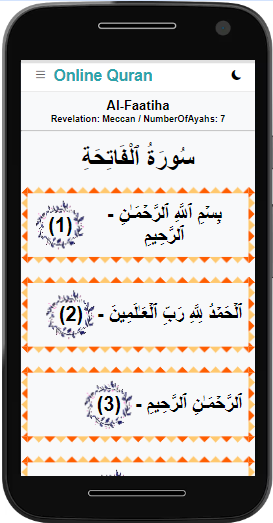 Online Quran
Al-Faatiha
Revelation: Meccan / NumberOfAyahs: 7
سُورَةُ ٱلْفَاتِحَةِ
بِسْمِ ٱللَّهِ ٱلرَّحْمَـٰنِ - (1)
ٱلرَّحِيمِ
ٱلْحَمْدُ لِلَّهِ رَبِّ ٱلْعَـٰلَمِينَ - (2)
ٱلرَّحْمَـٰنِ ٱلرَّحِيمِ - (3)